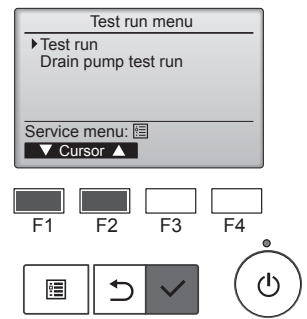 Test run menu
Test run
Drain pump test run
Service menu:
▼ Cursor ▲
F1 F2 F3 F4